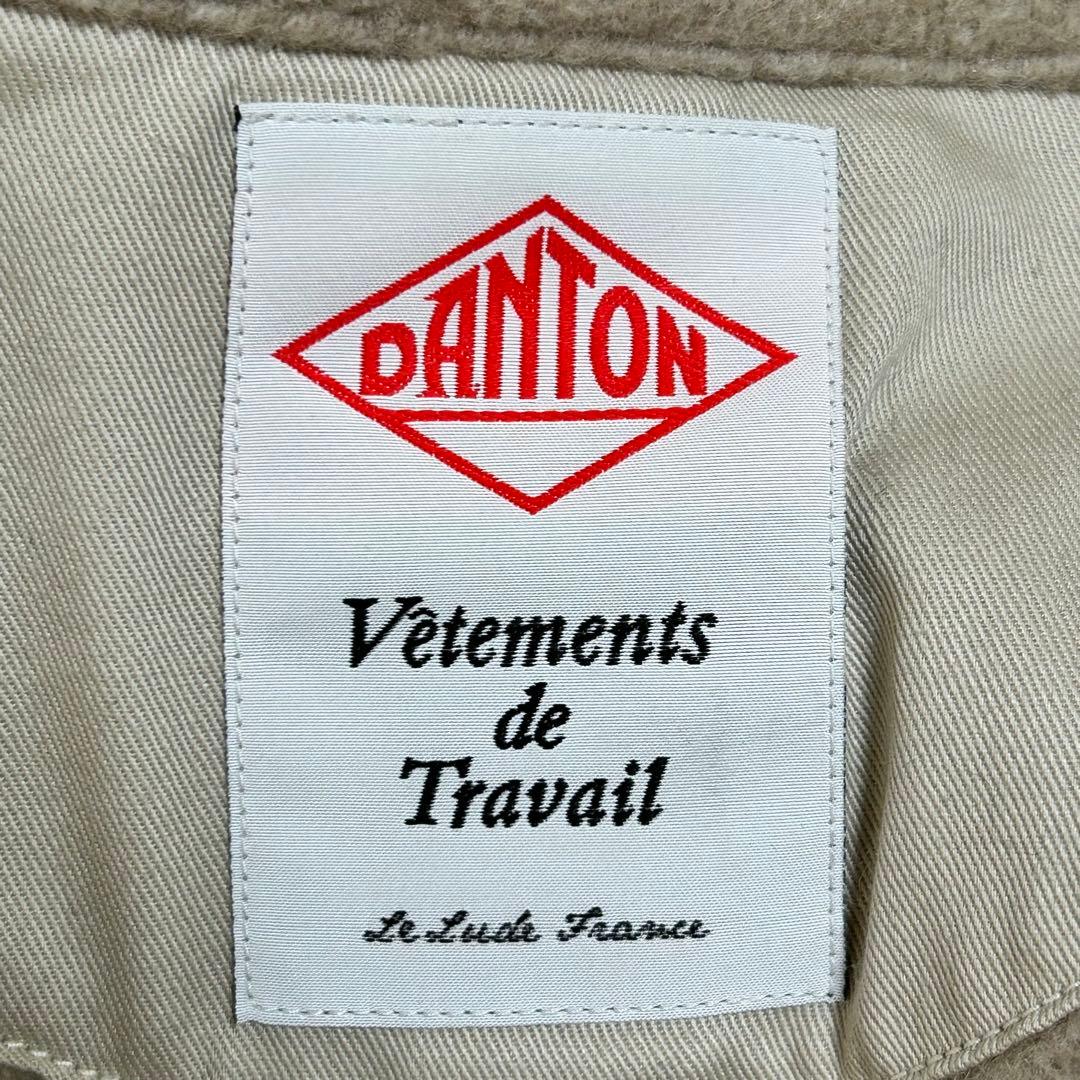 DANTON
Vêtements
de
Travail
Le Lude France